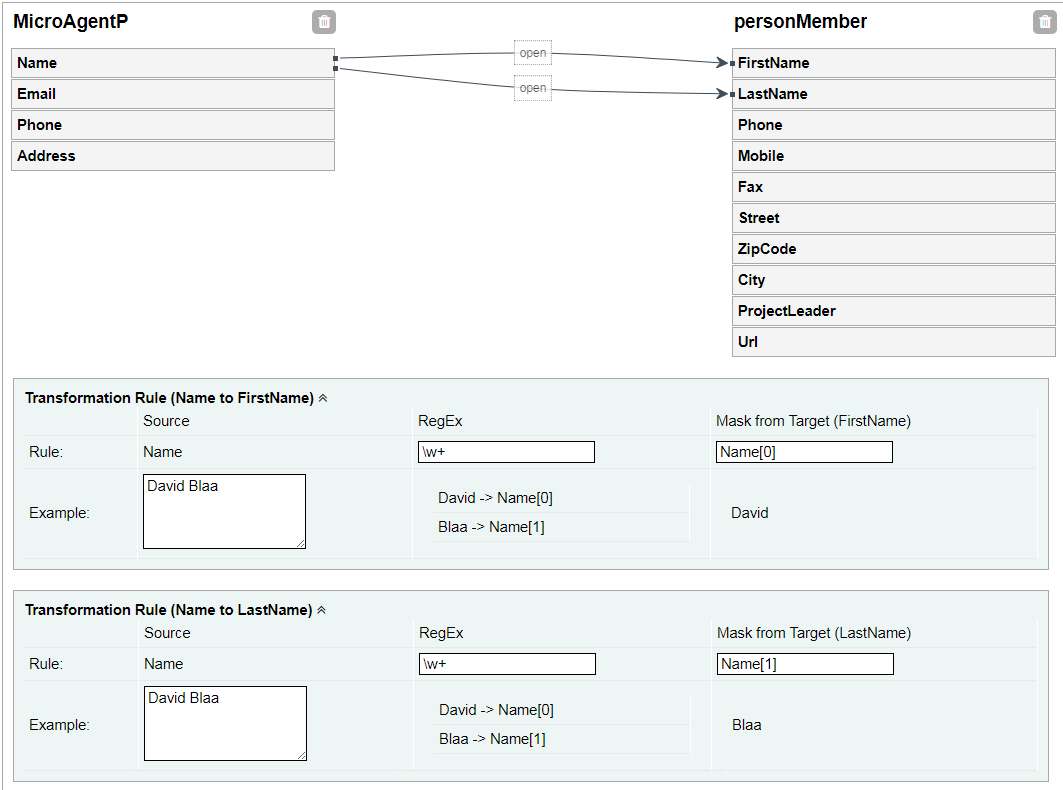 MicroAgentP
personMember
Name
open
FirstName
Email
open
LastName
Phone
Phone
Address
Mobile
Fax
Street
ZipCode
City
ProjectLeader
Url
Transformation Rule (Name to FirstName)
Source RegEx Mask from Target (FirstName)
Rule: Name \w+ Name[0]
David Blaa
David -> Name[0]
Example: David
Blaa -> Name[1]
Transformation Rule (Name to LastName)
Source RegEx Mask from Target (LastName)
Rule: Name \w+ Name[1]
David Blaa
David -> Name[0]
Example: Blaa
Blaa -> Name[1]